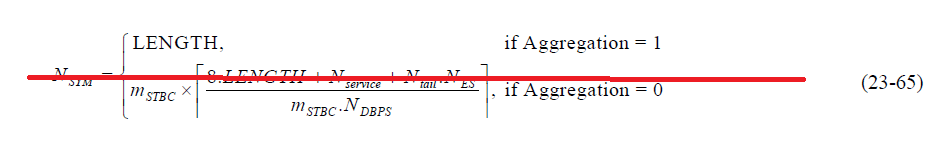 LENGTH, if Aggregation = 1
N_STM = { m_STBC × ⌈ (8.LENGTH + N_service + N_tail.N_ES) / (m_STBC.N_DBPS) ⌉, if Aggregation = 0 (23-65)